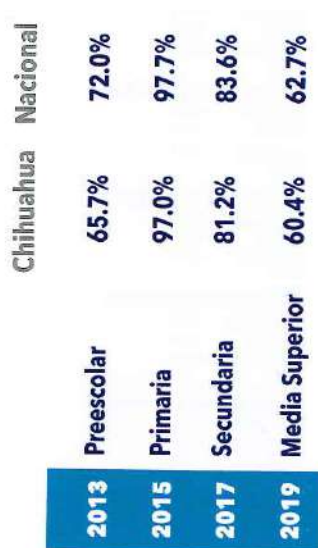 Chihuahua Nacional
2013 Preescolar 65.7% 72.0%
2015 Primaria 97.0% 97.7%
2017 Secundaria 81.2% 83.6%
2019 Media Superior 60.4% 62.7%